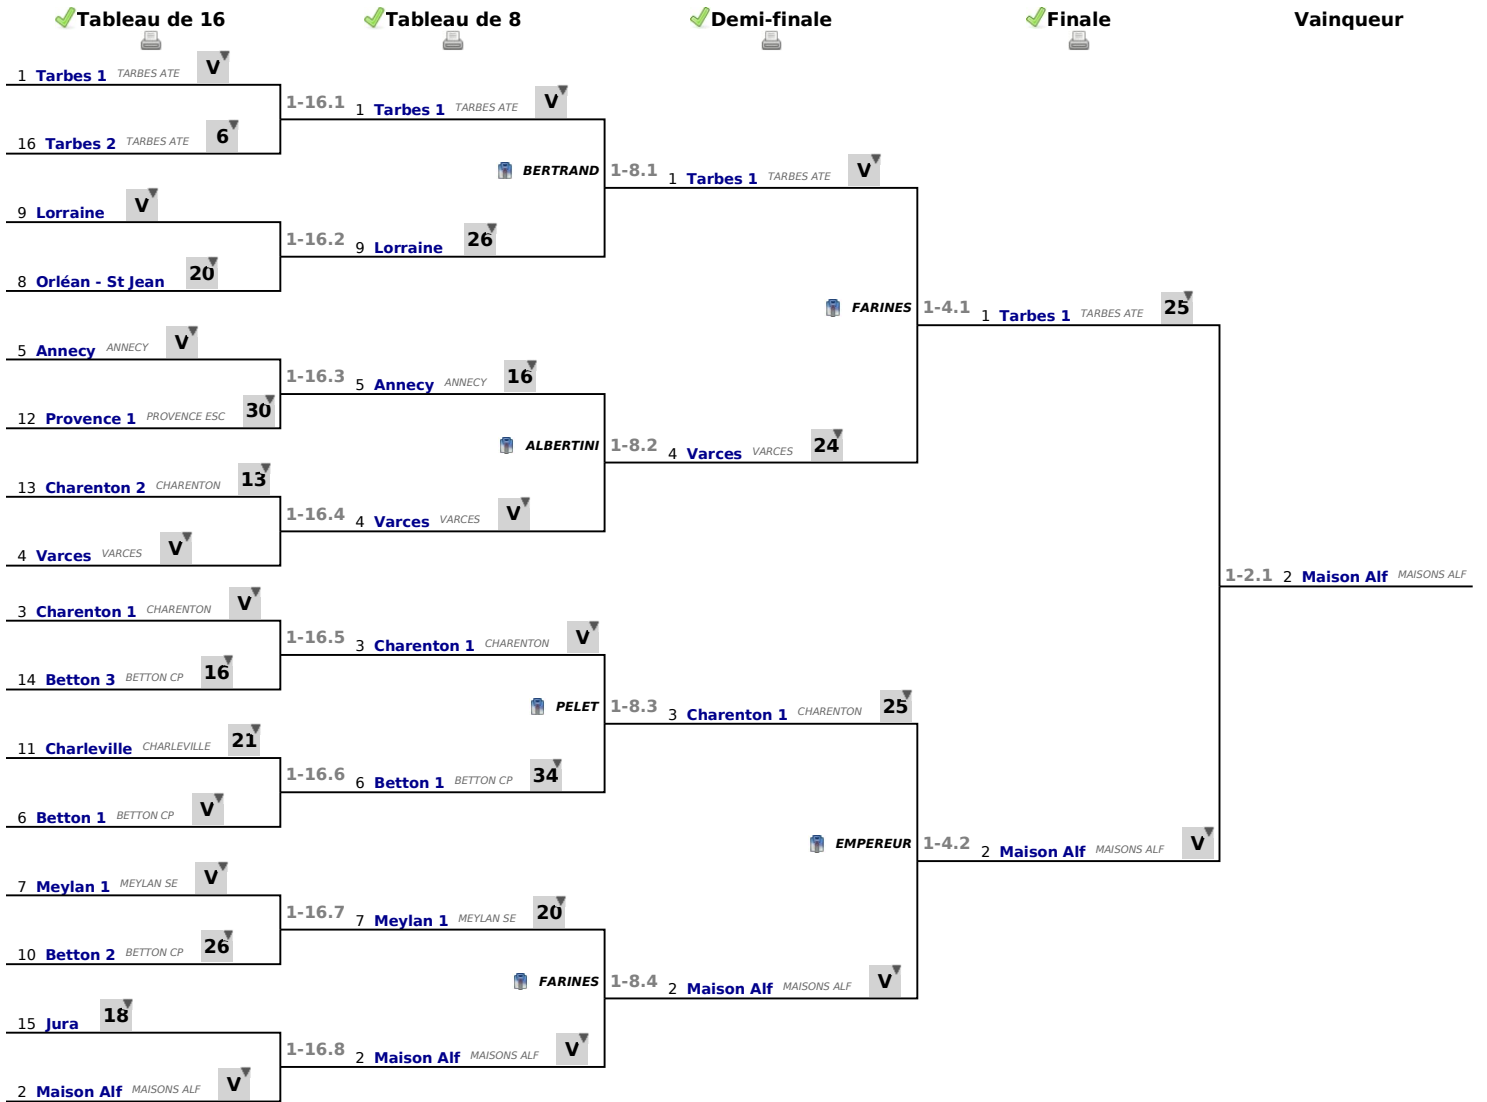 Tableau de 16
Tableau de 8
Demi-finale
Finale
Vainqueur
1 Tarbes 1 TARBES ATE V
16 Tarbes 2 TARBES ATE 6
9 Lorraine V
8 Orléan - St Jean 20
5 Annecy ANNECY V
12 Provence 1 PROVENCE ESC 30
13 Charenton 2 CHARENTON 13
4 Varces VARCES V
3 Charenton 1 CHARENTON V
14 Betton 3 BETTON CP 16
11 Charleville CHARLEVILLE 21
6 Betton 1 BETTON CP V
7 Meylan 1 MEYLAN SE V
10 Betton 2 BETTON CP 26
15 Jura 18
2 Maison Alf MAISONS ALF V
1-16.1 1 Tarbes 1 TARBES ATE V
BERTRAND
1-16.2 9 Lorraine 26
1-16.3 5 Annecy ANNECY 16
ALBERTINI
1-16.4 4 Varces VARCES V
1-16.5 3 Charenton 1 CHARENTON V
PELET
1-16.6 6 Betton 1 BETTON CP 34
1-16.7 7 Meylan 1 MEYLAN SE 20
FARINES
1-16.8 2 Maison Alf MAISONS ALF V
1-8.1 1 Tarbes 1 TARBES ATE V
FARINES
1-8.2 4 Varces VARCES 24
1-8.3 3 Charenton 1 CHARENTON 25
EMPEREUR
1-8.4 2 Maison Alf MAISONS ALF V
1-4.1 1 Tarbes 1 TARBES ATE 25
1-4.2 2 Maison Alf MAISONS ALF V
1-2.1 2 Maison Alf MAISONS ALF